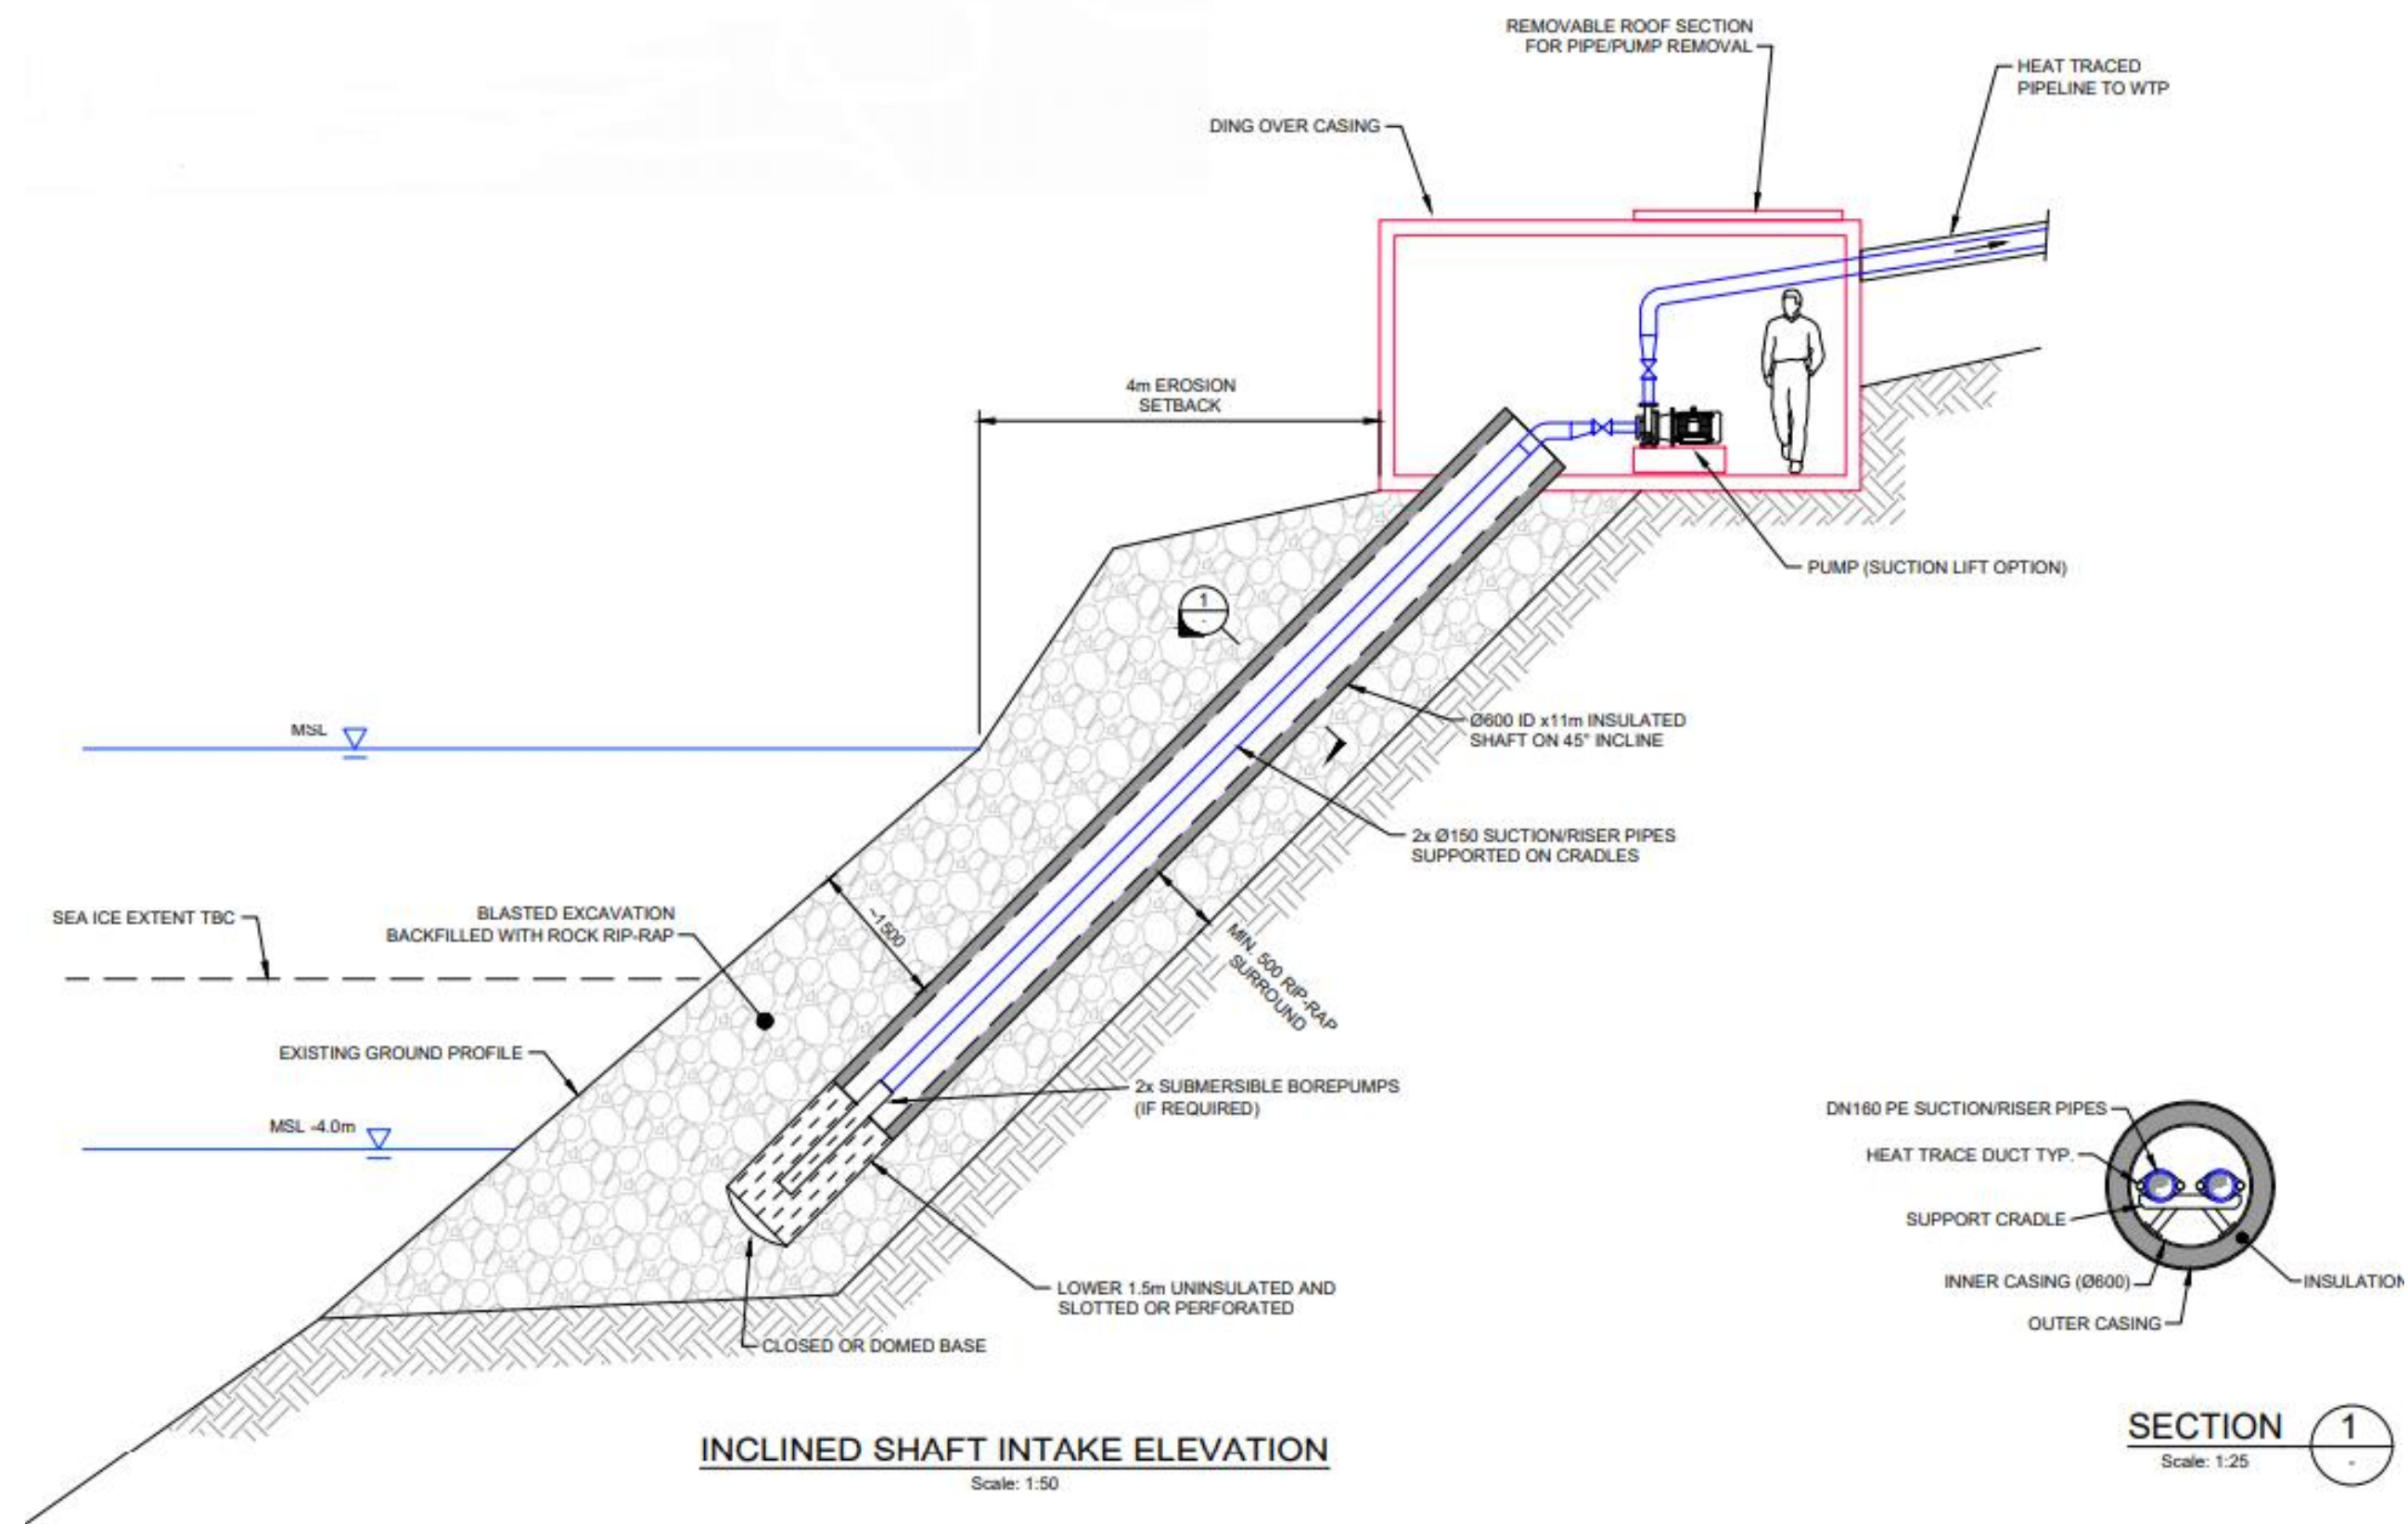 REMOVABLE ROOF SECTION
FOR PIPE/PUMP REMOVAL
HEAT TRACED
PIPELINE TO WTP
DING OVER CASING
4m EROSION
SETBACK
PUMP (SUCTION LIFT OPTION)
1
-
MSL
Ø600 ID x11m INSULATED
SHAFT ON 45° INCLINE
2x Ø150 SUCTION/RISER PIPES
SUPPORTED ON CRADLES
SEA ICE EXTENT TBC
BLASTED EXCAVATION
BACKFILLED WITH ROCK RIP-RAP
~1500
MIN. 500 RIP-RAP
SURROUND
EXISTING GROUND PROFILE
2x SUBMERSIBLE BOREPUMPS
(IF REQUIRED)
MSL -4.0m
LOWER 1.5m UNINSULATED AND
SLOTTED OR PERFORATED
CLOSED OR DOMED BASE
DN160 PE SUCTION/RISER PIPES
HEAT TRACE DUCT TYP.
SUPPORT CRADLE
INNER CASING (Ø600)
INSULATION
OUTER CASING
INCLINED SHAFT INTAKE ELEVATION
Scale: 1:50
SECTION
Scale: 1:25
1
-